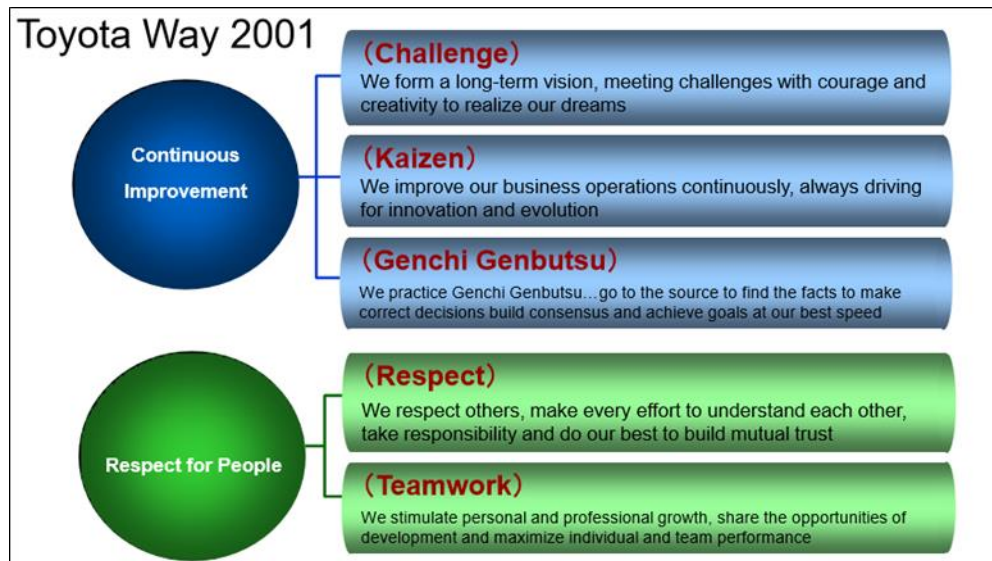 Toyota Way 2001
Continuous
Improvement
（Challenge）
We form a long-term vision, meeting challenges with courage and
creativity to realize our dreams
（Kaizen）
We improve our business operations continuously, always driving
for innovation and evolution
（Genchi Genbutsu）
We practice Genchi Genbutsu…go to the source to find the facts to make
correct decisions build consensus and achieve goals at our best speed
Respect for People
（Respect）
We respect others, make every effort to understand each other,
take responsibility and do our best to build mutual trust
（Teamwork）
We stimulate personal and professional growth, share the opportunities of
development and maximize individual and team performance